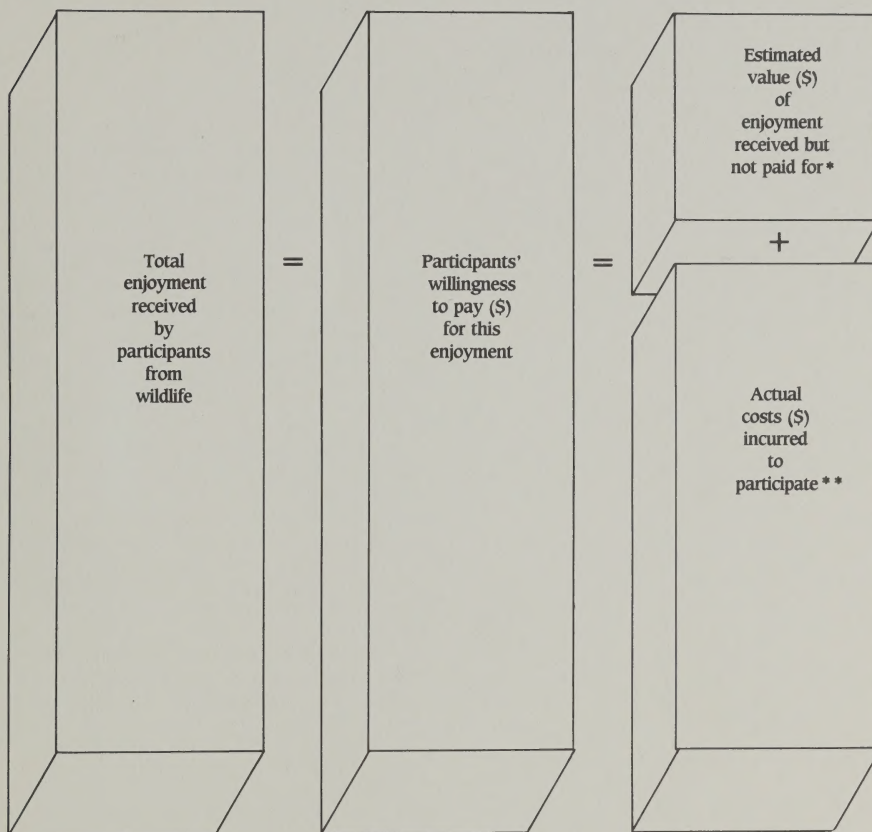 Total
enjoyment
received
by
participants
from
wildlife
=
Participants'
willingness
to pay ($)
for this
enjoyment
=
Estimated
value ($)
of
enjoyment
received but
not paid for*
+
Actual
costs ($)
incurred
to
participate**